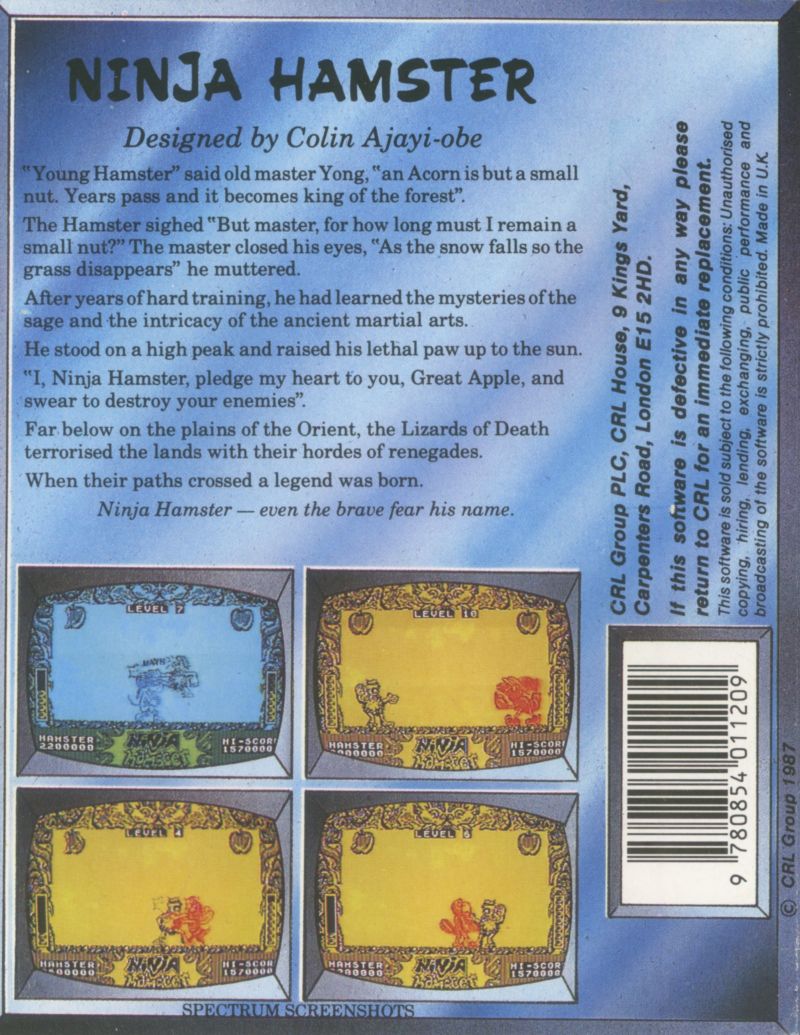 NINJA HAMSTER
Designed by Colin Ajayi-obe
"Young Hamster" said old master Yong, "an Acorn is but a small
nut. Years pass and it becomes king of the forest".
The Hamster sighed "But master, for how long must I remain a
small nut?" The master closed his eyes, "As the snow falls so the
grass disappears" he muttered.
After years of hard training, he had learned the mysteries of the
sage and the intricacy of the ancient martial arts.
He stood on a high peak and raised his lethal paw up to the sun.
"I, Ninja Hamster, pledge my heart to you, Great Apple, and
swear to destroy your enemies".
Far below on the plains of the Orient, the Lizards of Death
terrorised the lands with their hordes of renegades.
When their paths crossed a legend was born.
Ninja Hamster — even the brave fear his name.
LEVEL 7
HAMSTER
2200000
NINJA
HAMSTER
HI-SCOR
1570000
LEVEL 10
HAMSTER
NINJA
HAMSTER
HI-SCOR
1570000
LEVEL 4
HAMSTER
NINJA
HAMSTER
HI-SCOR
1570000
LEVEL 6
HAMSTER
NINJA
HAMSTER
HI-SCOR
1570000
SPECTRUM SCREENSHOTS
CRL Group PLC, CRL House, 9 Kings Yard,
Carpenters Road, London E15 2HD.
If this software is defective in any way please
return to CRL for an immediate replacement.
This software is sold subject to the following conditions: Unauthorised
copying, hiring, lending, exchanging, public performance and
broadcasting of the software is strictly prohibited. Made in U.K.
9 780854 011209
© CRL Group 1987